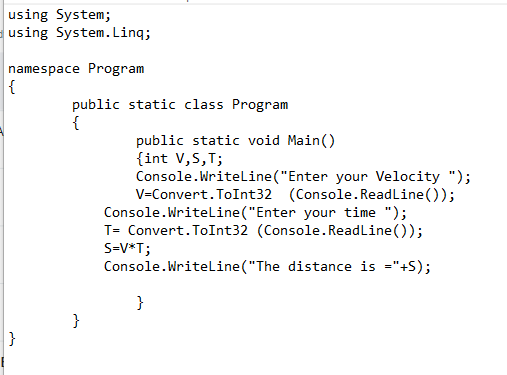 using System;
using System.Linq;
namespace Program
{
public static class Program
{
public static void Main()
{int V,S,T;
Console.WriteLine("Enter your Velocity ");
V=Convert.ToInt32  (Console.ReadLine());
Console.WriteLine("Enter your time ");
T= Convert.ToInt32 (Console.ReadLine());
S=V*T;
Console.WriteLine("The distance is ="+S);
}
}
}